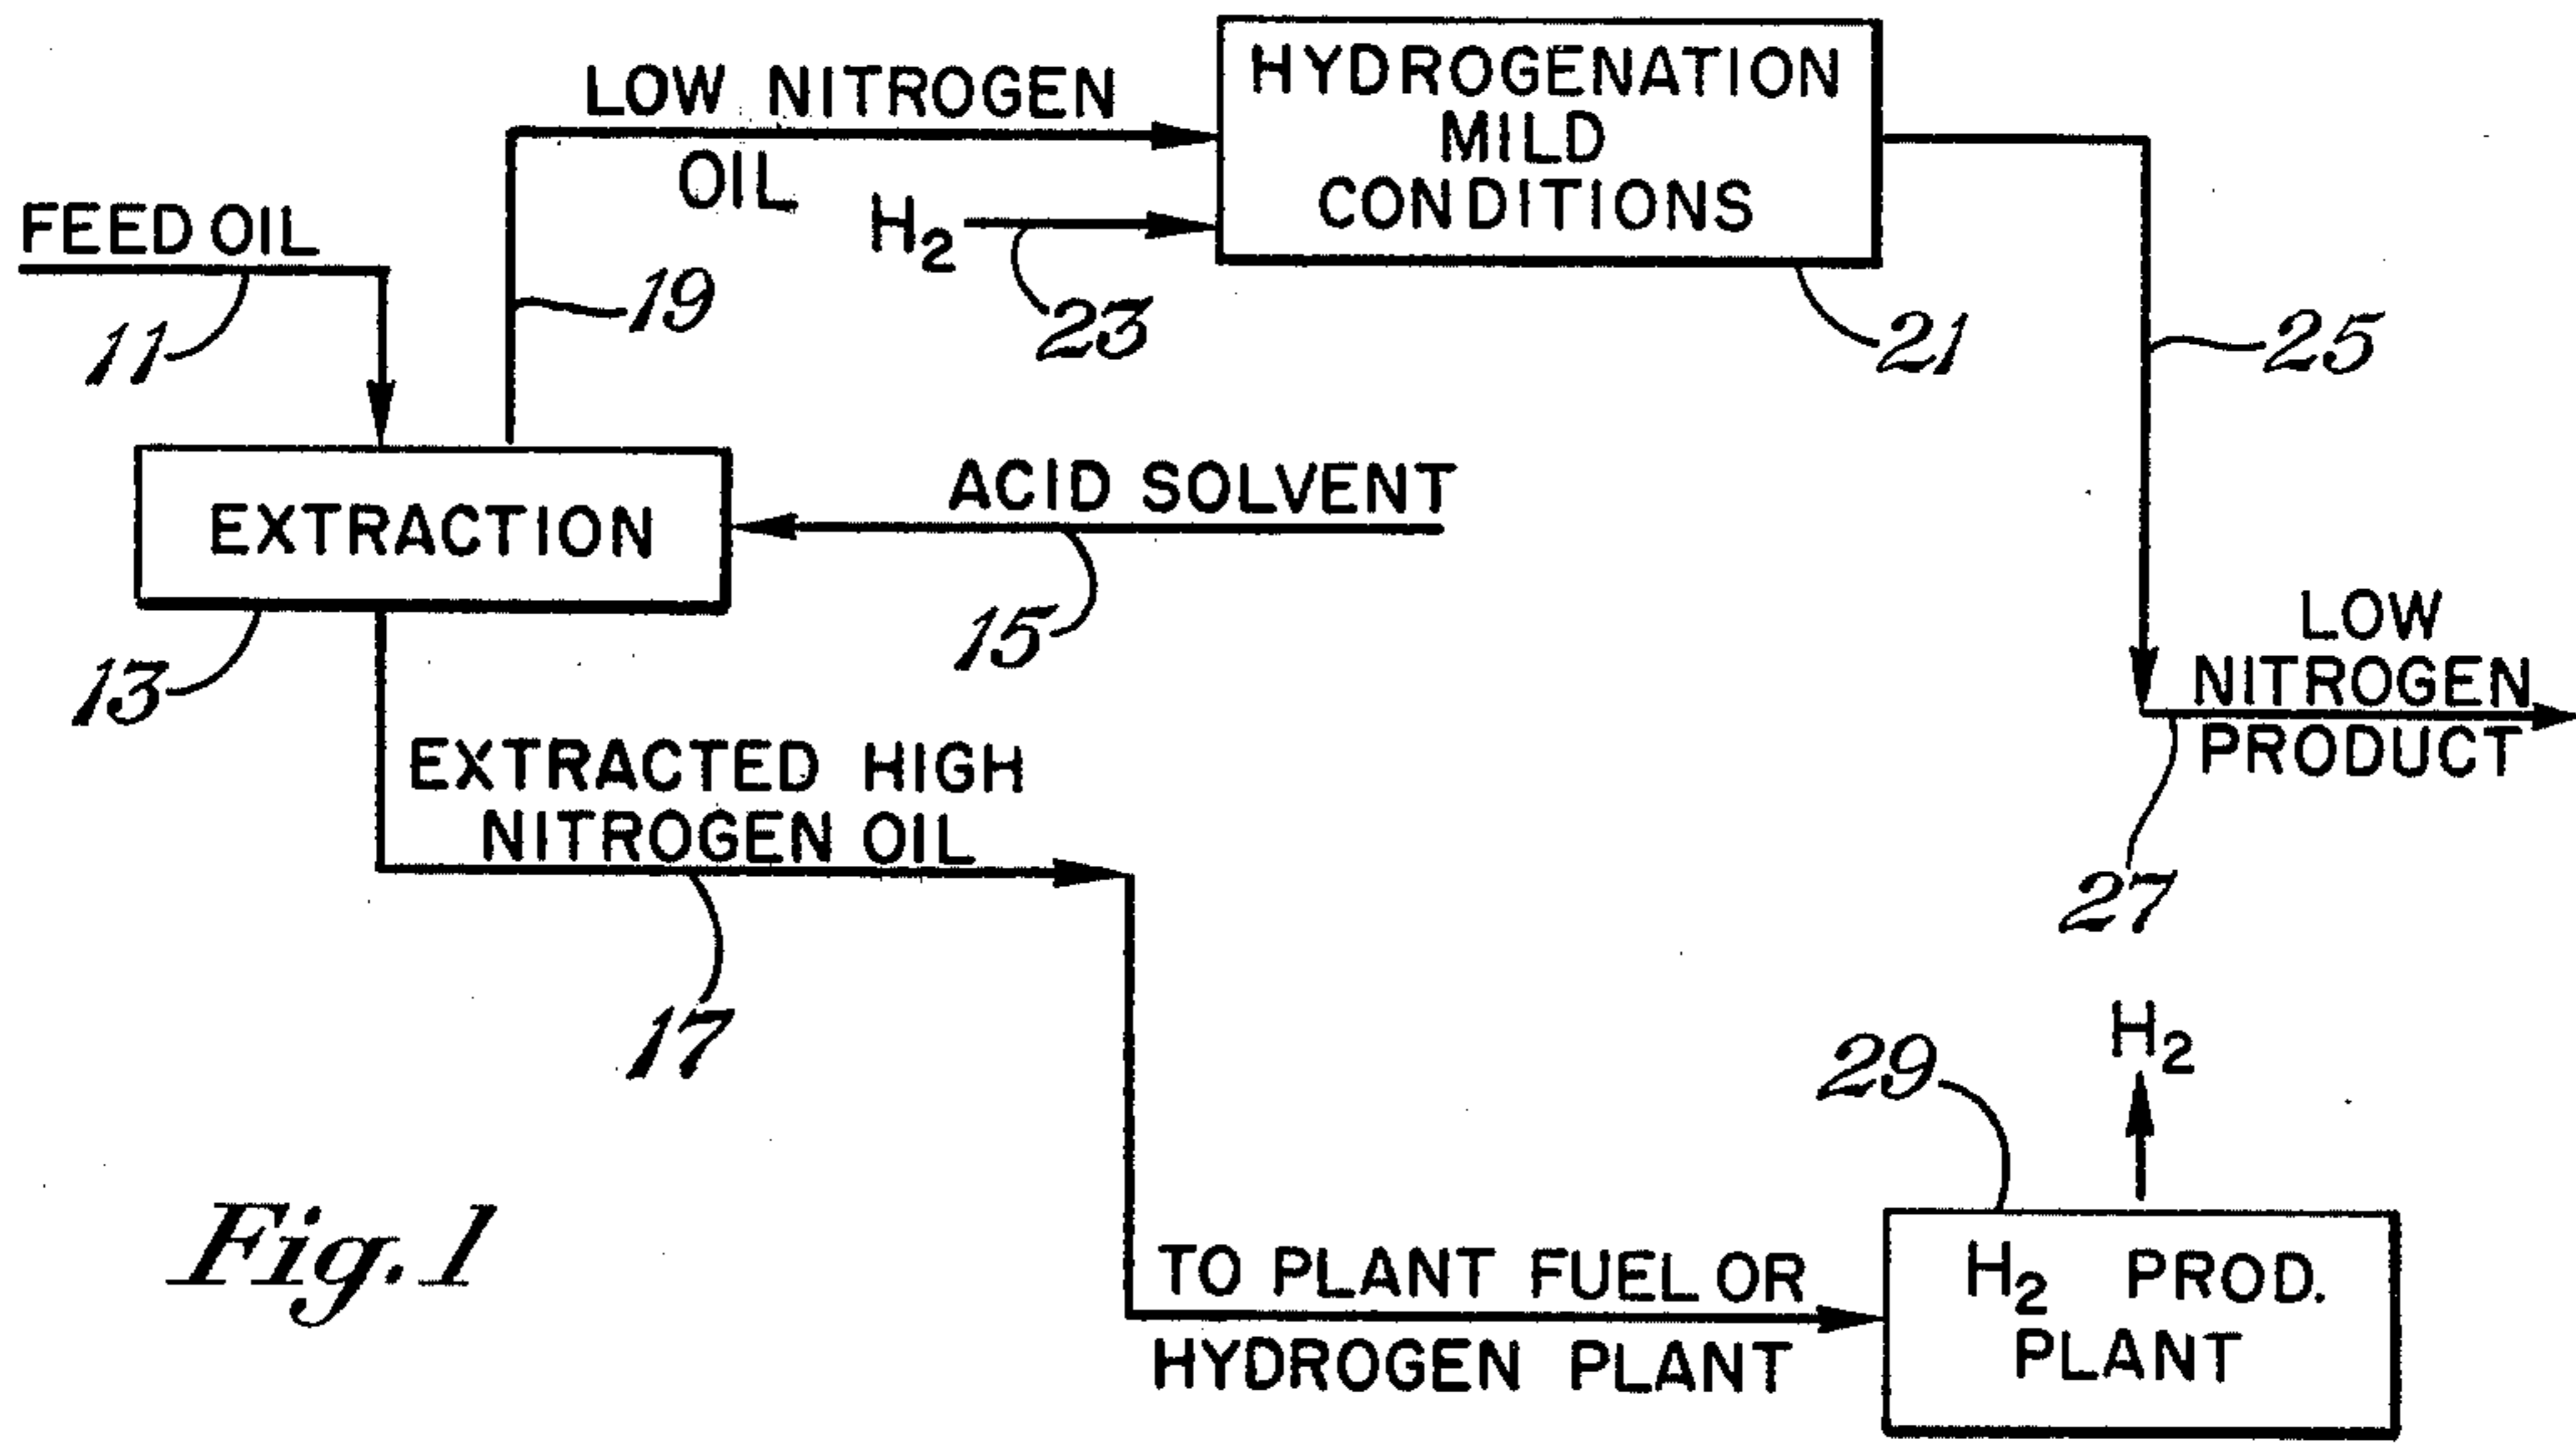 HYDROGENATION
MILD
CONDITIONS
LOW NITROGEN
OIL
H₂
FEED OIL
11
19
23
21
25
EXTRACTION
ACID SOLVENT
13
15
LOW
NITROGEN
PRODUCT
27
EXTRACTED HIGH
NITROGEN OIL
17
H₂
29
H₂ PROD.
PLANT
TO PLANT FUEL OR
HYDROGEN PLANT
Fig. 1